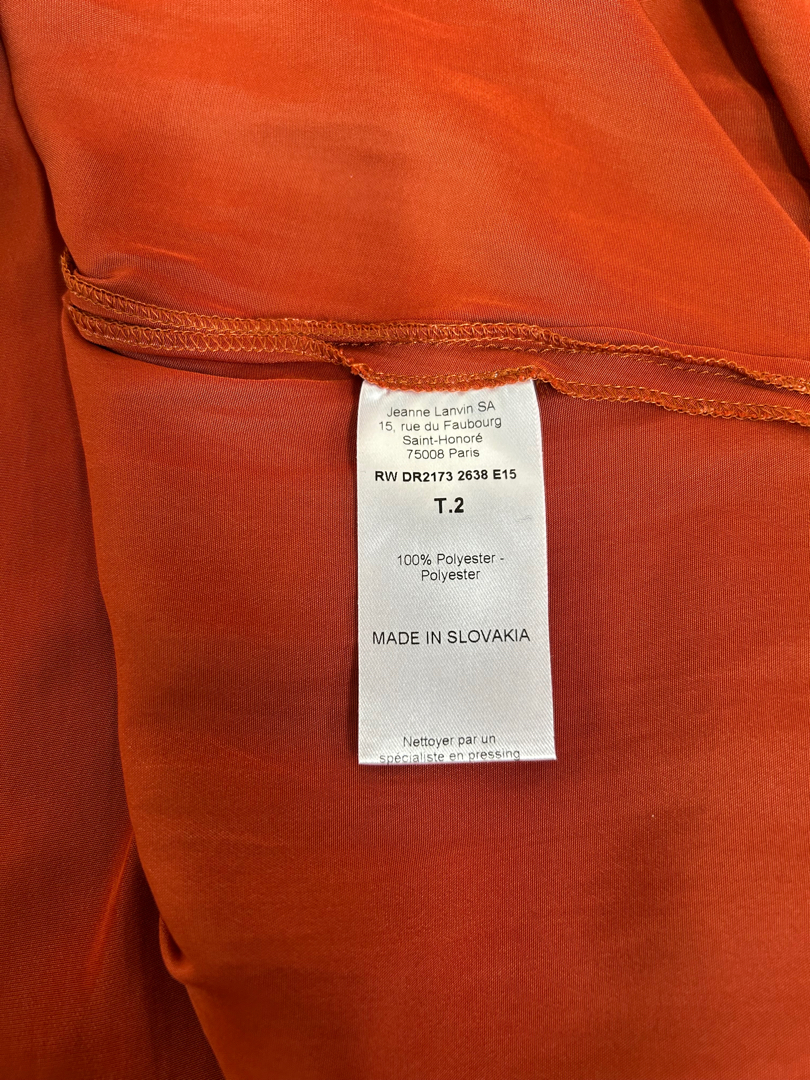 Jeanne Lanvin SA
15, rue du Faubourg
Saint-Honoré
75008 Paris
RW DR2173 2638 E15
T.2
100% Polyester -
Polyester
MADE IN SLOVAKIA
Nettoyer par un
spécialiste en pressing